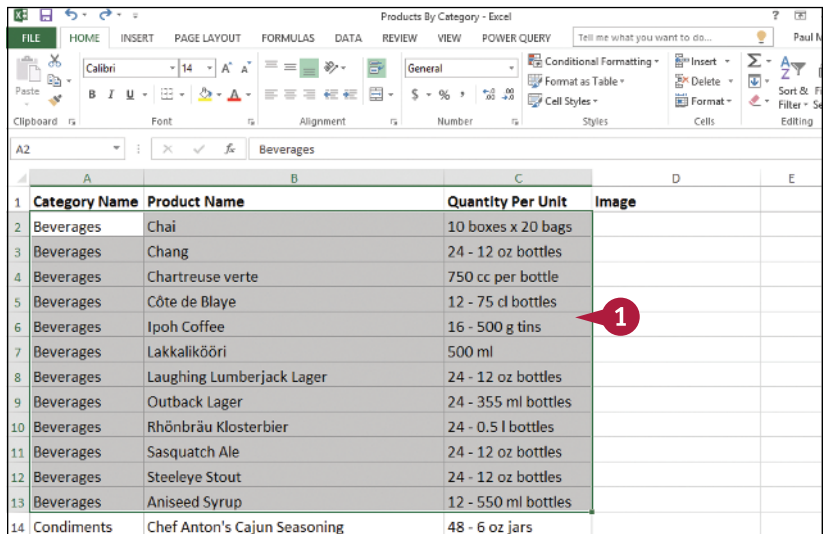 Products By Category - Excel ?
FILE HOME INSERT PAGE LAYOUT FORMULAS DATA REVIEW VIEW POWER QUERY Tell me what you want to do... Paul M
Calibri 14 A A General Conditional Formatting Insert Σ A Z
Paste B I U A $ % , .00 Format as Table Delete Sort & Fi
Cell Styles Format Filter Se
Clipboard Font Alignment Number Styles Cells Editing
A2 fx Beverages
A B C D E
1 Category Name Product Name Quantity Per Unit Image
2 Beverages Chai 10 boxes x 20 bags
3 Beverages Chang 24 - 12 oz bottles
4 Beverages Chartreuse verte 750 cc per bottle
5 Beverages Côte de Blaye 12 - 75 cl bottles
6 Beverages Ipoh Coffee 16 - 500 g tins 1
7 Beverages Lakkalikööri 500 ml
8 Beverages Laughing Lumberjack Lager 24 - 12 oz bottles
9 Beverages Outback Lager 24 - 355 ml bottles
10 Beverages Rhönbräu Klosterbier 24 - 0.5 l bottles
11 Beverages Sasquatch Ale 24 - 12 oz bottles
12 Beverages Steeleye Stout 24 - 12 oz bottles
13 Beverages Aniseed Syrup 12 - 550 ml bottles
14 Condiments Chef Anton's Cajun Seasoning 48 - 6 oz jars